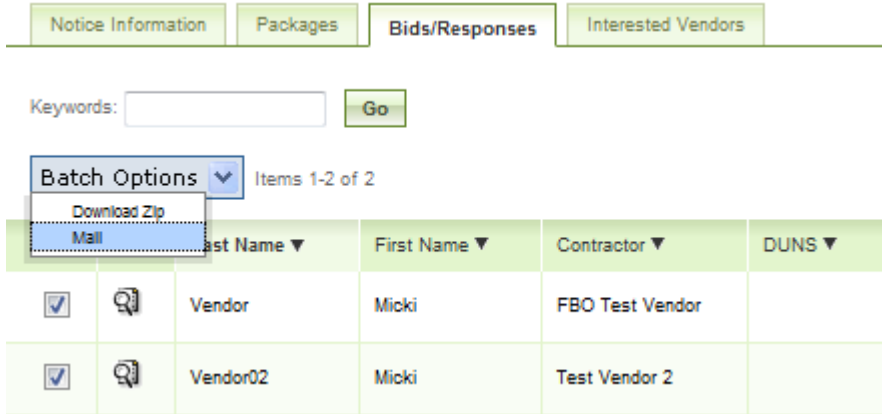 Notice Information Packages Bids/Responses Interested Vendors
Keywords: Go
Batch Options Items 1-2 of 2
Download Zip
Mail
Last Name ▼ First Name ▼ Contractor ▼ DUNS ▼
Vendor Micki FBO Test Vendor
Vendor02 Micki Test Vendor 2